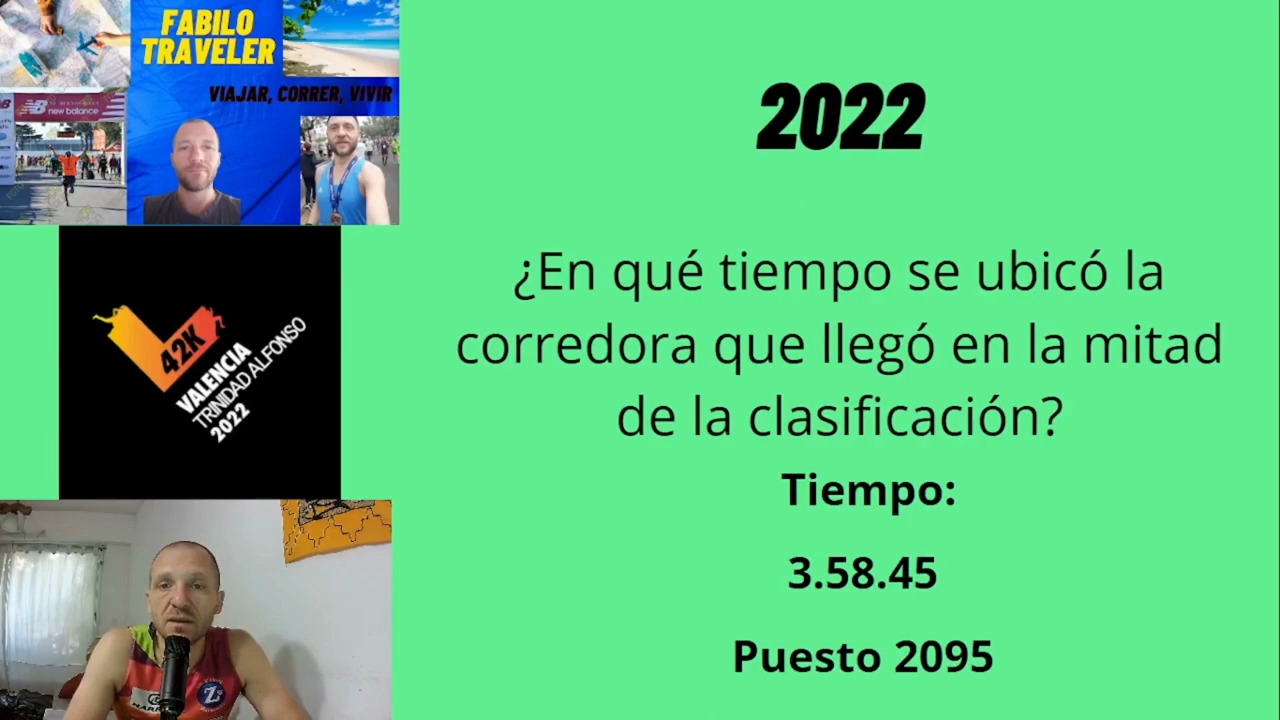 FABILO
TRAVELER
VIAJAR, CORRER, VIVIR
new balance
42K
VALENCIA
TRINIDAD ALFONSO
2022
2022
¿En qué tiempo se ubicó la
corredora que llegó en la mitad
de la clasificación?
Tiempo:
3.58.45
Puesto 2095